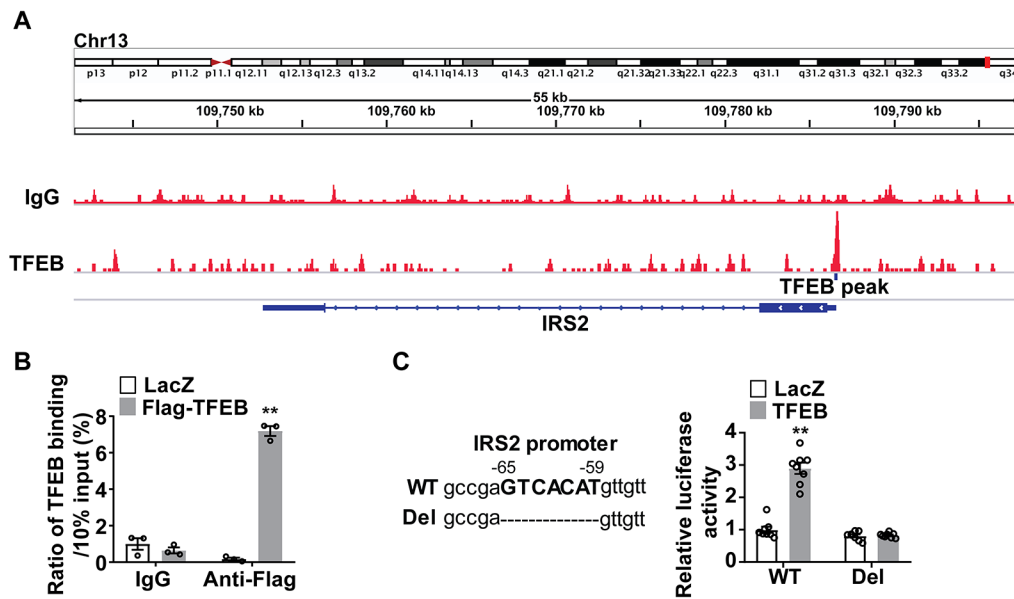 A
Chr13
p13 p12 p11.2 p11.1 q12.11 q12.13 q12.3 q13.2 q14.11 q14.13 q14.3 q21.1 q21.2 q21.32 q21.33 q22.1 q22.3 q31.1 q31.2 q31.3 q32.1 q32.3 q33.2 q34
55 kb
109,750 kb 109,760 kb 109,770 kb 109,780 kb 109,790 kb
IgG
TFEB
TFEB peak
IRS2
B
LacZ
Flag-TFEB
Ratio of TFEB binding
/10% input (%)
8
6
4
2
0
**
IgG Anti-Flag
C
IRS2 promoter
-65 -59
WT gccgaGTCACATgttgtt
Del gccga--------------gttgtt
LacZ
TFEB
Relative luciferase
activity
4
3
2
1
0
**
WT Del